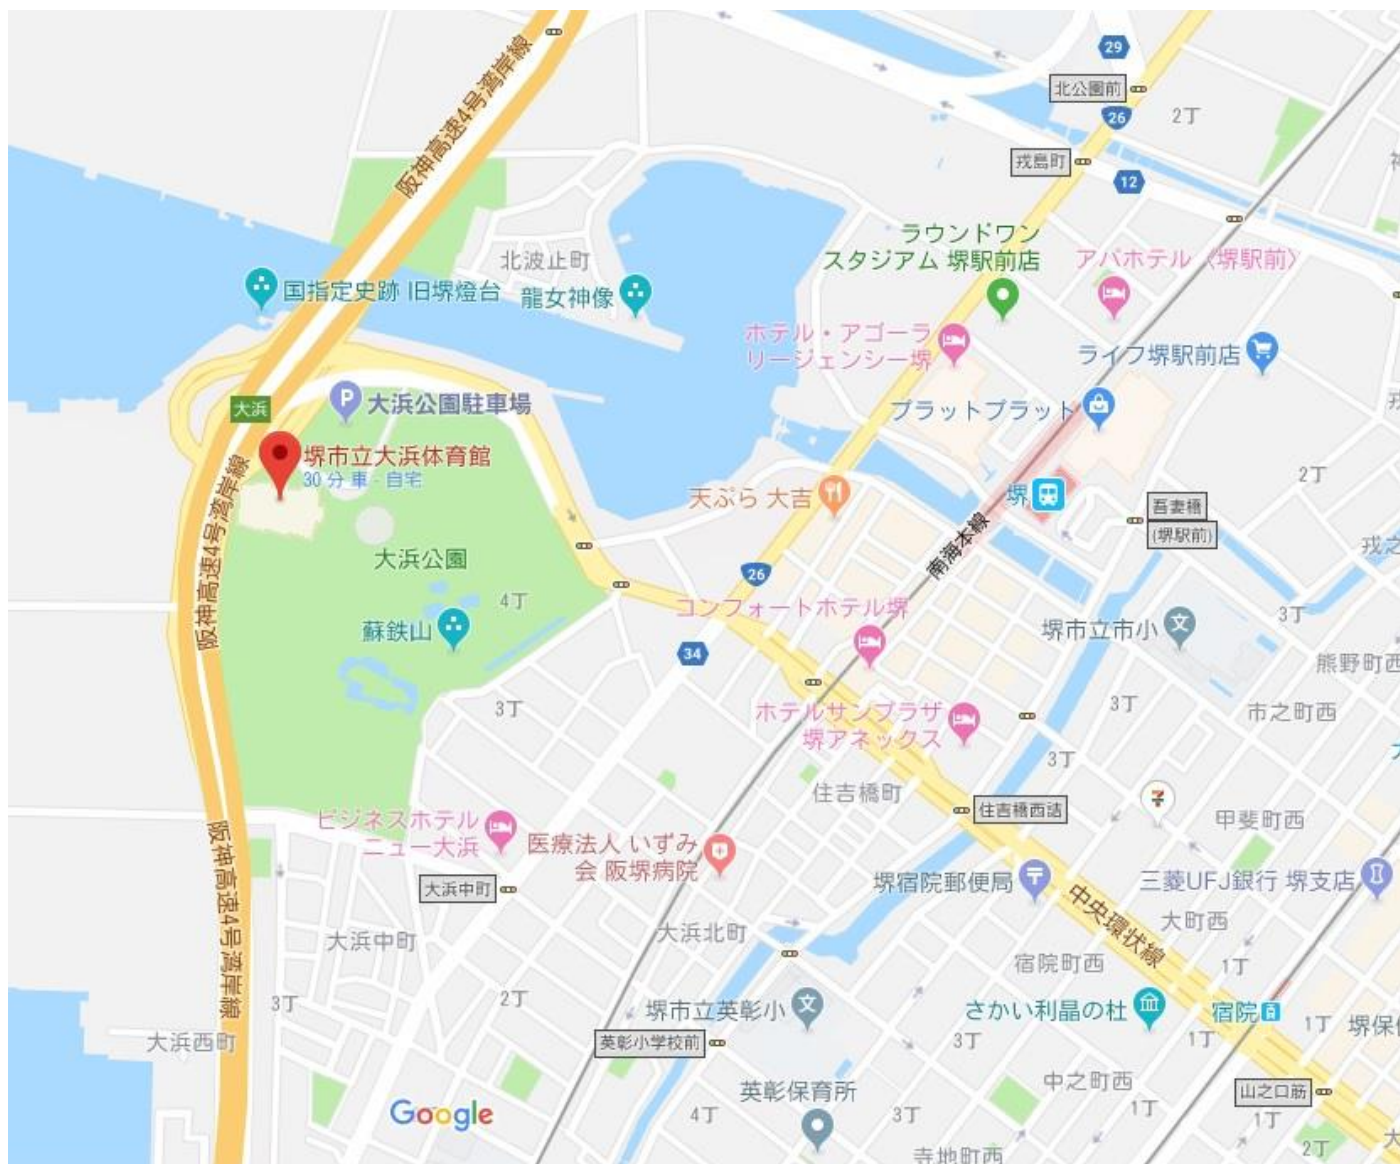 阪神高速4号湾岸線
29
北公園前
26
2丁
戎島町
12
ラウンドワン
スタジアム 堺駅前店
アパホテル〈堺駅前〉
北波止町
国指定史跡 旧堺燈台
龍女神像
ホテル・アゴーラ
リージェンシー堺
ライフ堺駅前店
大浜
P
大浜公園駐車場
プラットプラット
堺市立大浜体育館
30 分 車 - 自宅
阪神高速4号湾岸線
天ぷら 大吉
堺
2丁
吾妻橋
(堺駅前)
南海本線
大浜公園
26
4丁
コンフォートホテル堺
蘇鉄山
34
堺市立市小
文
3丁
熊野町西
3丁
ホテルサンプラザ
堺アネックス
3丁
市之町西
3丁
住吉橋町
住吉橋西詰
7
甲斐町西
ビジネスホテル
ニュー大浜
医療法人 いずみ
会 阪堺病院
大浜中町
阪神高速4号湾岸線
堺宿院郵便局
三菱UFJ銀行 堺支店
中央環状線
大町西
大浜中町
大浜北町
宿院町西
1丁
3丁
2丁
堺市立英彰小
文
さかい利晶の杜
宿院
1丁
堺保
大浜西町
英彰小学校前
3丁
1丁
中之町西
山之口筋
英彰保育所
Google
4丁
3丁
1丁
1丁
2丁
寺地町西